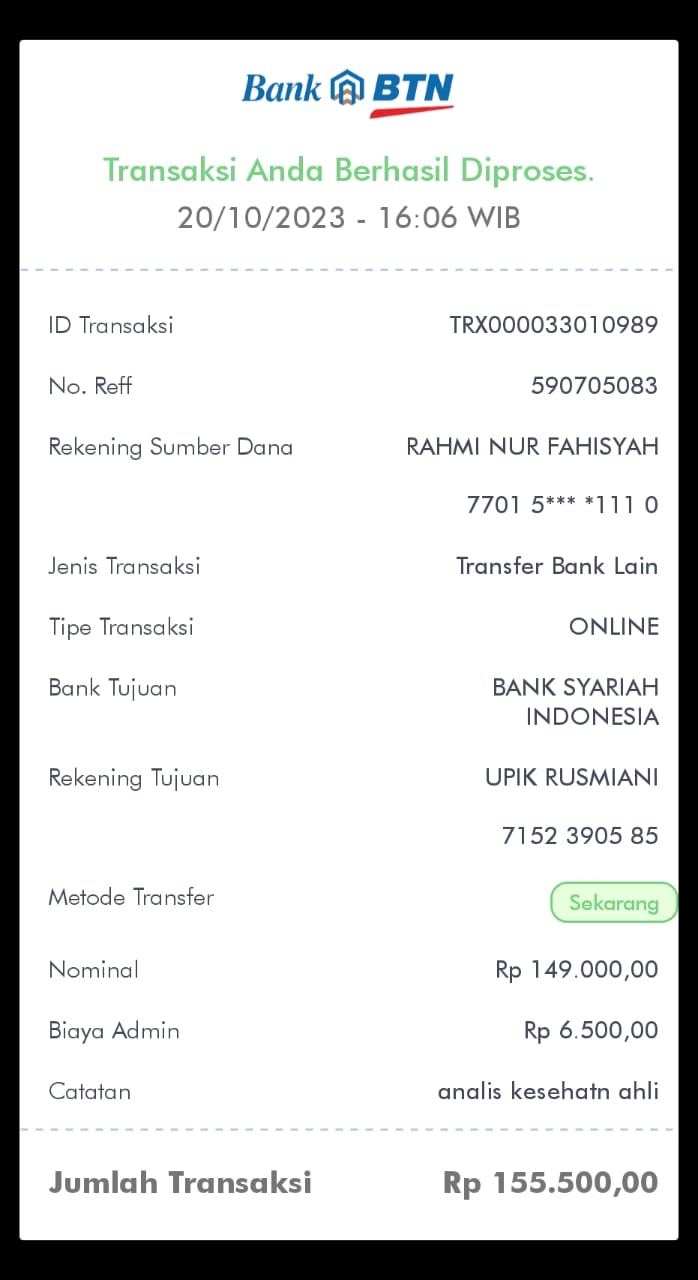 Bank BTN
Transaksi Anda Berhasil Diproses.
20/10/2023 - 16:06 WIB
ID Transaksi TRX000033010989
No. Reff 590705083
Rekening Sumber Dana RAHMI NUR FAHISYAH
7701 5*** *111 0
Jenis Transaksi Transfer Bank Lain
Tipe Transaksi ONLINE
Bank Tujuan BANK SYARIAH
INDONESIA
Rekening Tujuan UPIK RUSMIANI
7152 3905 85
Metode Transfer Sekarang
Nominal Rp 149.000,00
Biaya Admin Rp 6.500,00
Catatan analis kesehatn ahli
Jumlah Transaksi Rp 155.500,00